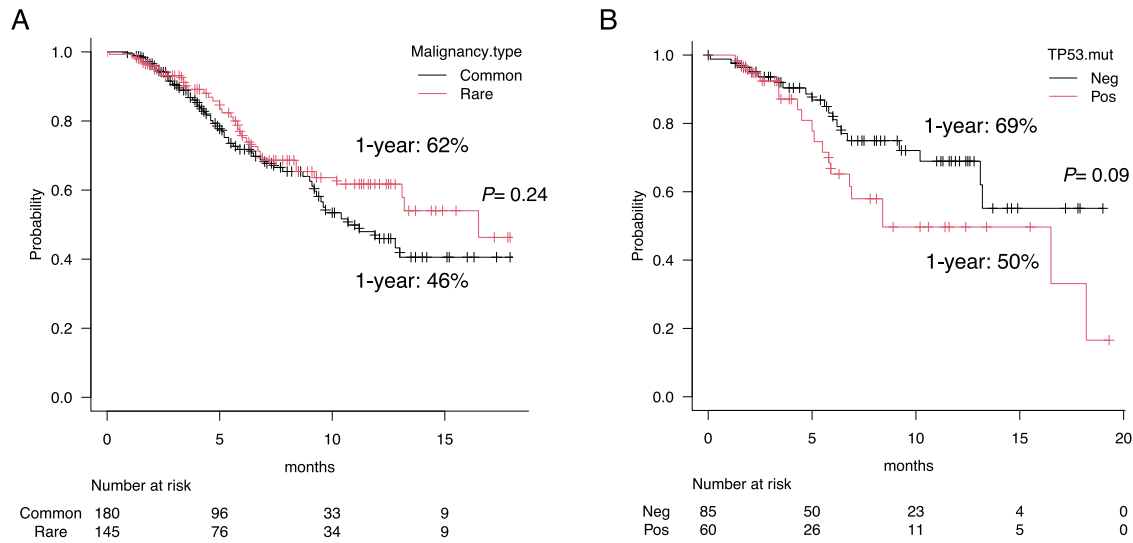 A
Malignancy.type
Common
Rare
1-year: 62%
P= 0.24
1-year: 46%
Probability
1.0
0.8
0.6
0.4
0.2
0.0
0 5 10 15
months
Number at risk
Common 180 96 33 9
Rare 145 76 34 9
B
TP53.mut
Neg
Pos
1-year: 69%
P= 0.09
1-year: 50%
Probability
1.0
0.8
0.6
0.4
0.2
0.0
0 5 10 15 20
months
Number at risk
Neg 85 50 23 4 0
Pos 60 26 11 5 0